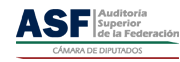 ASF Auditoría
Superior
de la Federación
CÁMARA DE DIPUTADOS